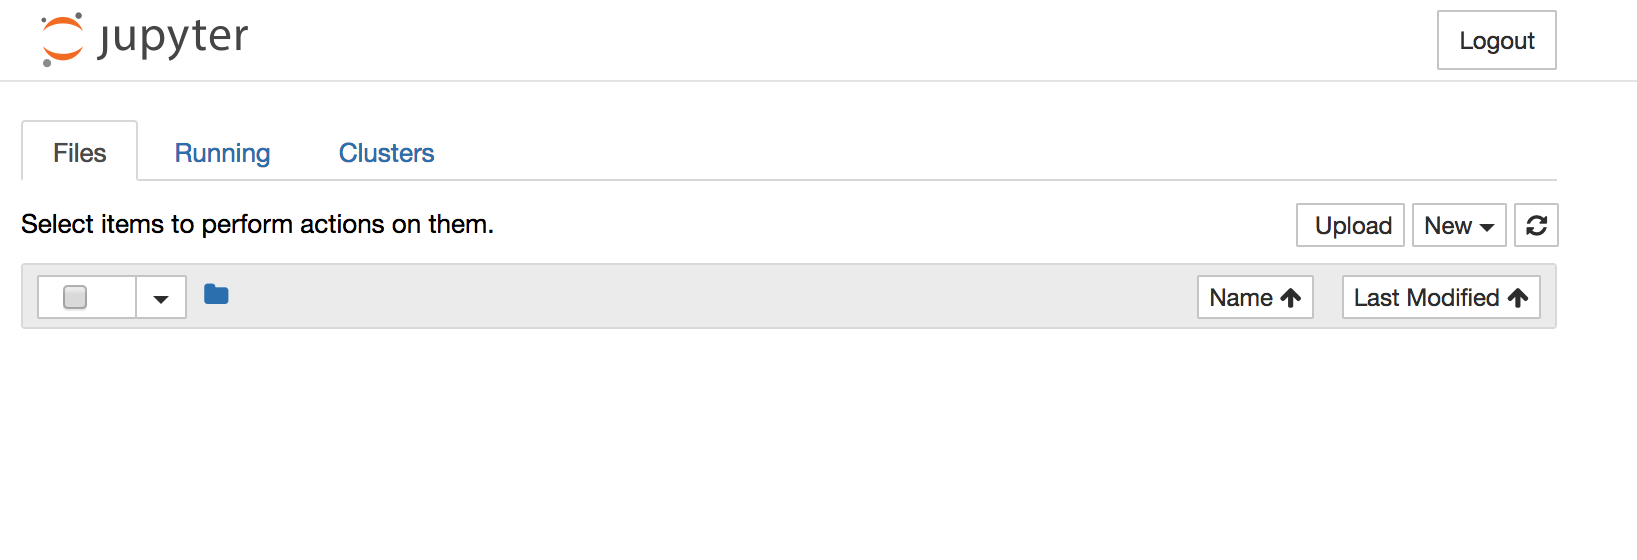 jupyter
Logout
Files Running Clusters
Select items to perform actions on them.
Upload New
Name Last Modified